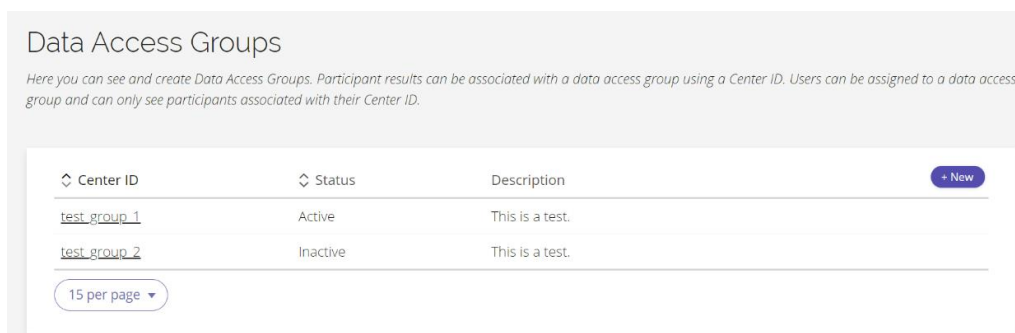 Data Access Groups
Here you can see and create Data Access Groups. Participant results can be associated with a data access group using a Center ID. Users can be assigned to a data access
group and can only see participants associated with their Center ID.
Center ID Status Description + New
test_group_1 Active This is a test.
test_group_2 Inactive This is a test.
15 per page